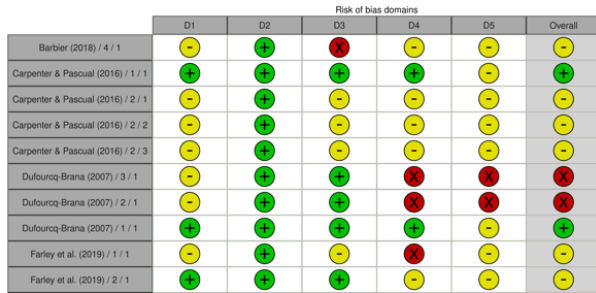 Risk of bias domains
D1 D2 D3 D4 D5 Overall
Barbier (2018) / 4 / 1 - + X - - -
Carpenter & Pascual (2016) / 1 / 1 + + + + - +
Carpenter & Pascual (2016) / 2 / 1 - + - - - -
Carpenter & Pascual (2016) / 2 / 2 - + - - - -
Carpenter & Pascual (2016) / 2 / 3 - + - - - -
Dufourcq-Brana (2007) / 3 / 1 - + + X X X
Dufourcq-Brana (2007) / 2 / 1 - + + X X X
Dufourcq-Brana (2007) / 1 / 1 + + + + - +
Farley et al. (2019) / 1 / 1 - + - X - -
Farley et al. (2019) / 2 / 1 + + + - - -